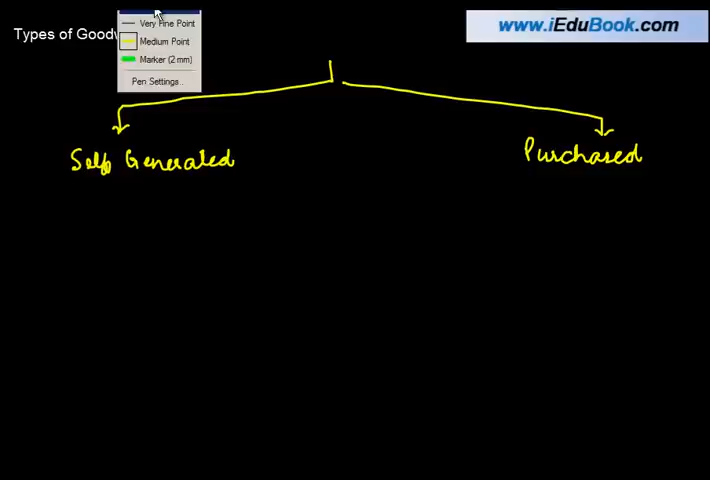 Types of Goodw
Very Fine Point
Medium Point
Marker (2 mm)
Pen Settings...
www.iEduBook.com
Self Generated
Purchased